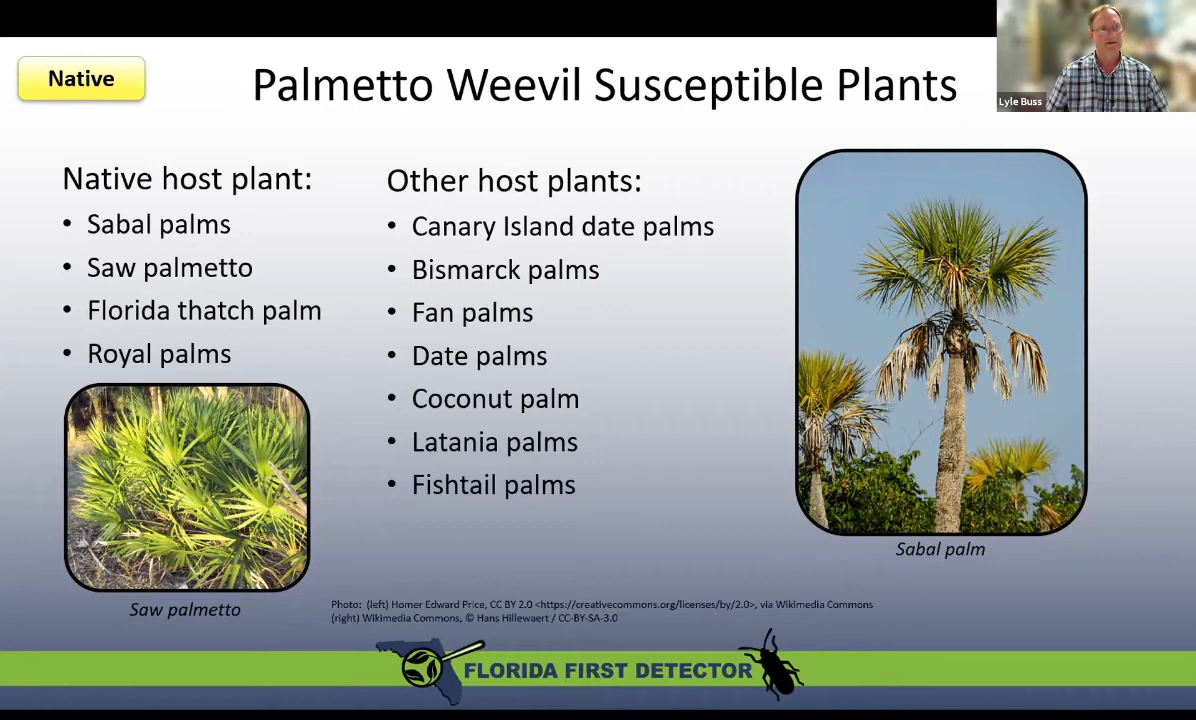 Native
Palmetto Weevil Susceptible Plants
Lyle Buss
Native host plant:
• Sabal palms
• Saw palmetto
• Florida thatch palm
• Royal palms
Saw palmetto
Other host plants:
• Canary Island date palms
• Bismarck palms
• Fan palms
• Date palms
• Coconut palm
• Latania palms
• Fishtail palms
Sabal palm
Photo: (left) Homer Edward Price, CC BY 2.0 <https://creativecommons.org/licenses/by/2.0>, via Wikimedia Commons
(right) Wikimedia Commons, © Hans Hillewaert / CC-BY-SA-3.0
FLORIDA FIRST DETECTOR